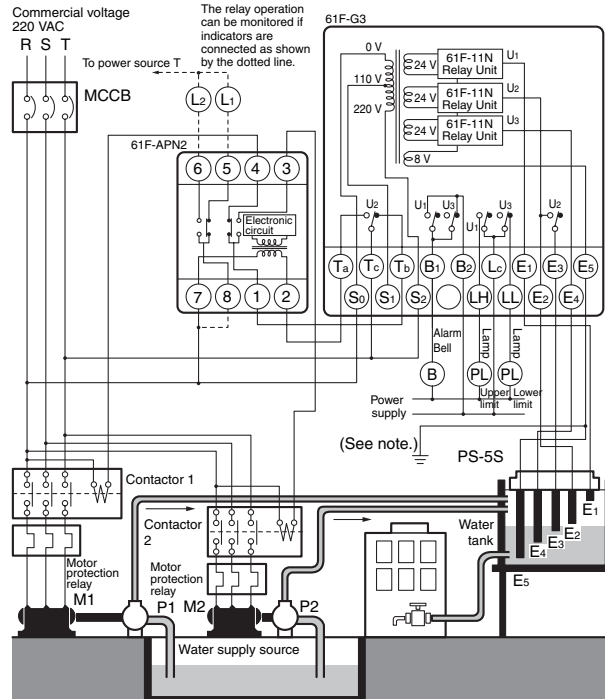 Commercial voltage
220 VAC
R S T
MCCB
The relay operation
can be monitored if
indicators are
connected as shown
by the dotted line.
To power source T
L2 L1
61F-APN2
6 5 4 3
Electronic
circuit
7 8 1 2
61F-G3
0 V
110 V
220 V
24 V
61F-11N
Relay Unit
U1
24 V
61F-11N
Relay Unit
U2
24 V
61F-11N
Relay Unit
U3
8 V
U2
U1 U3
U1 U3
U2
Ta Tc Tb B1 B2 Lc E1 E3 E5
S0 S1 S2 LH LL E2 E4
Alarm
Bell
Lamp
Lamp
B PL PL
Upper
limit
Lower
limit
Power
supply
(See note.)
PS-5S
Contactor 1
Contactor
2
Motor
protection
relay
Motor
protection
relay
Water
tank
E1
E2
E3
E4
E5
M1 P1 M2 P2
Water supply source